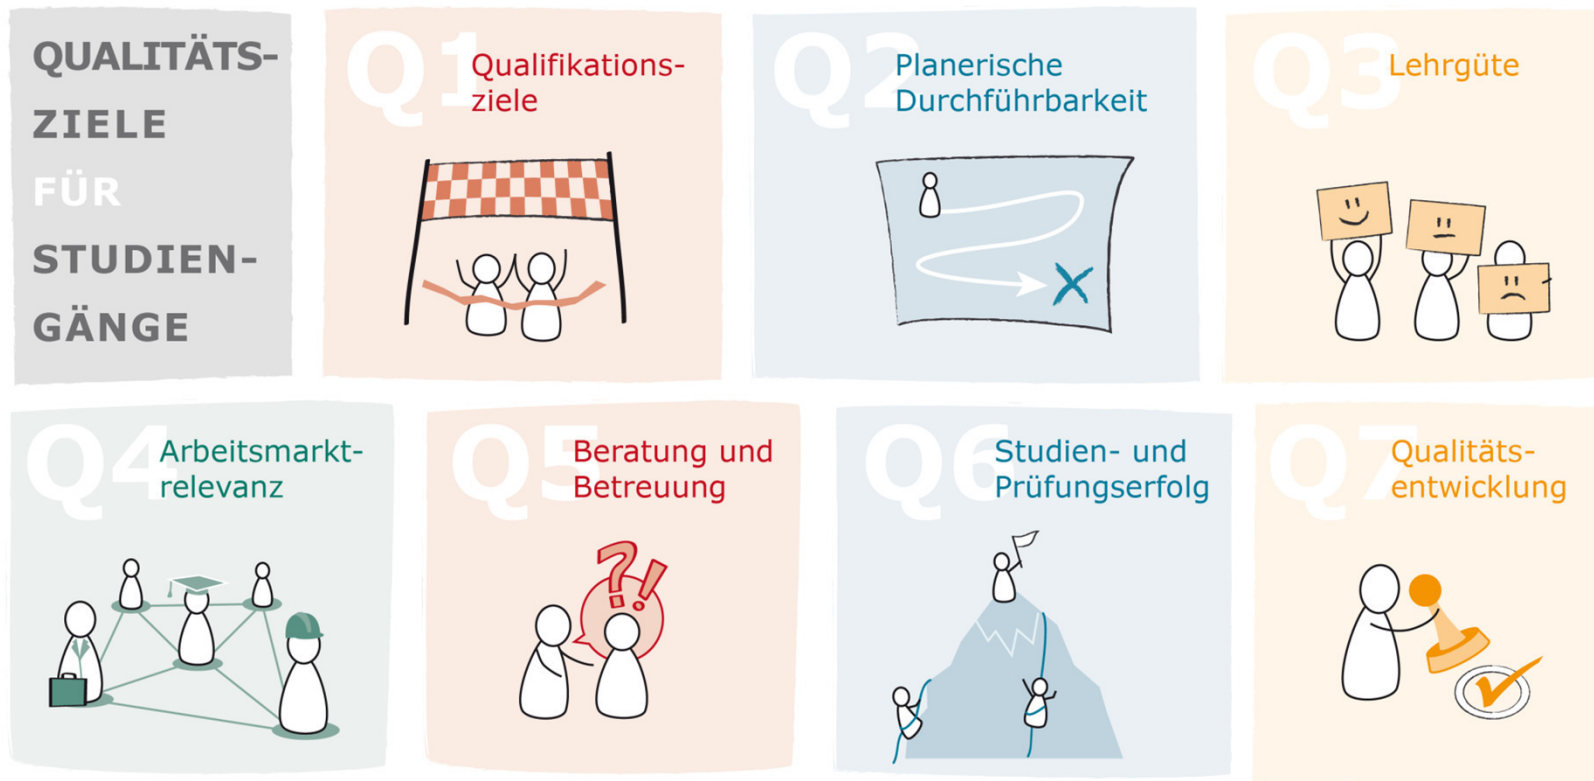 QUALITÄTS-
ZIELE
FÜR
STUDIEN-
GÄNGE
Q1
Qualifikations-
ziele
Q2
Planerische
Durchführbarkeit
Q3
Lehrgüte
Q4
Arbeitsmarkt-
relevanz
Q5
Beratung und
Betreuung
?!
Q6
Studien- und
Prüfungserfolg
Q7
Qualitäts-
entwicklung